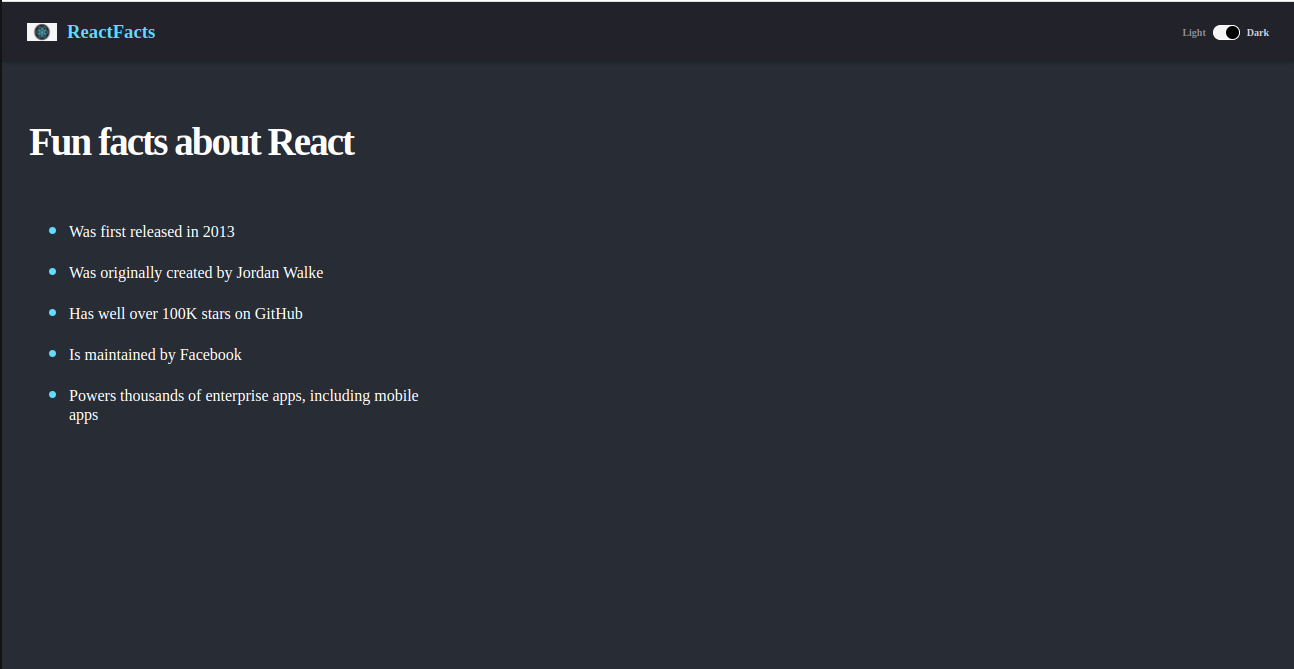 ReactFacts
Light Dark
Fun facts about React
Was first released in 2013
Was originally created by Jordan Walke
Has well over 100K stars on GitHub
Is maintained by Facebook
Powers thousands of enterprise apps, including mobile
apps